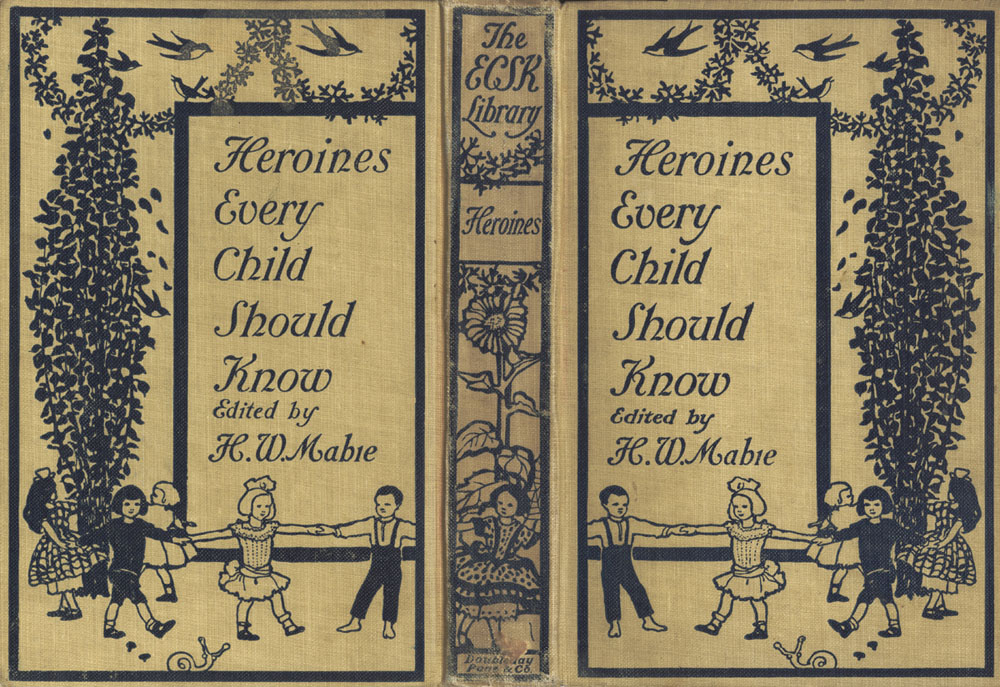 Heroines
Every
Child
Should
Know
Edited by
H. W. Mabie
The
ECSK
Library
Heroines
Doubleday
Page & Co.
Heroines
Every
Child
Should
Know
Edited by
H. W. Mabie